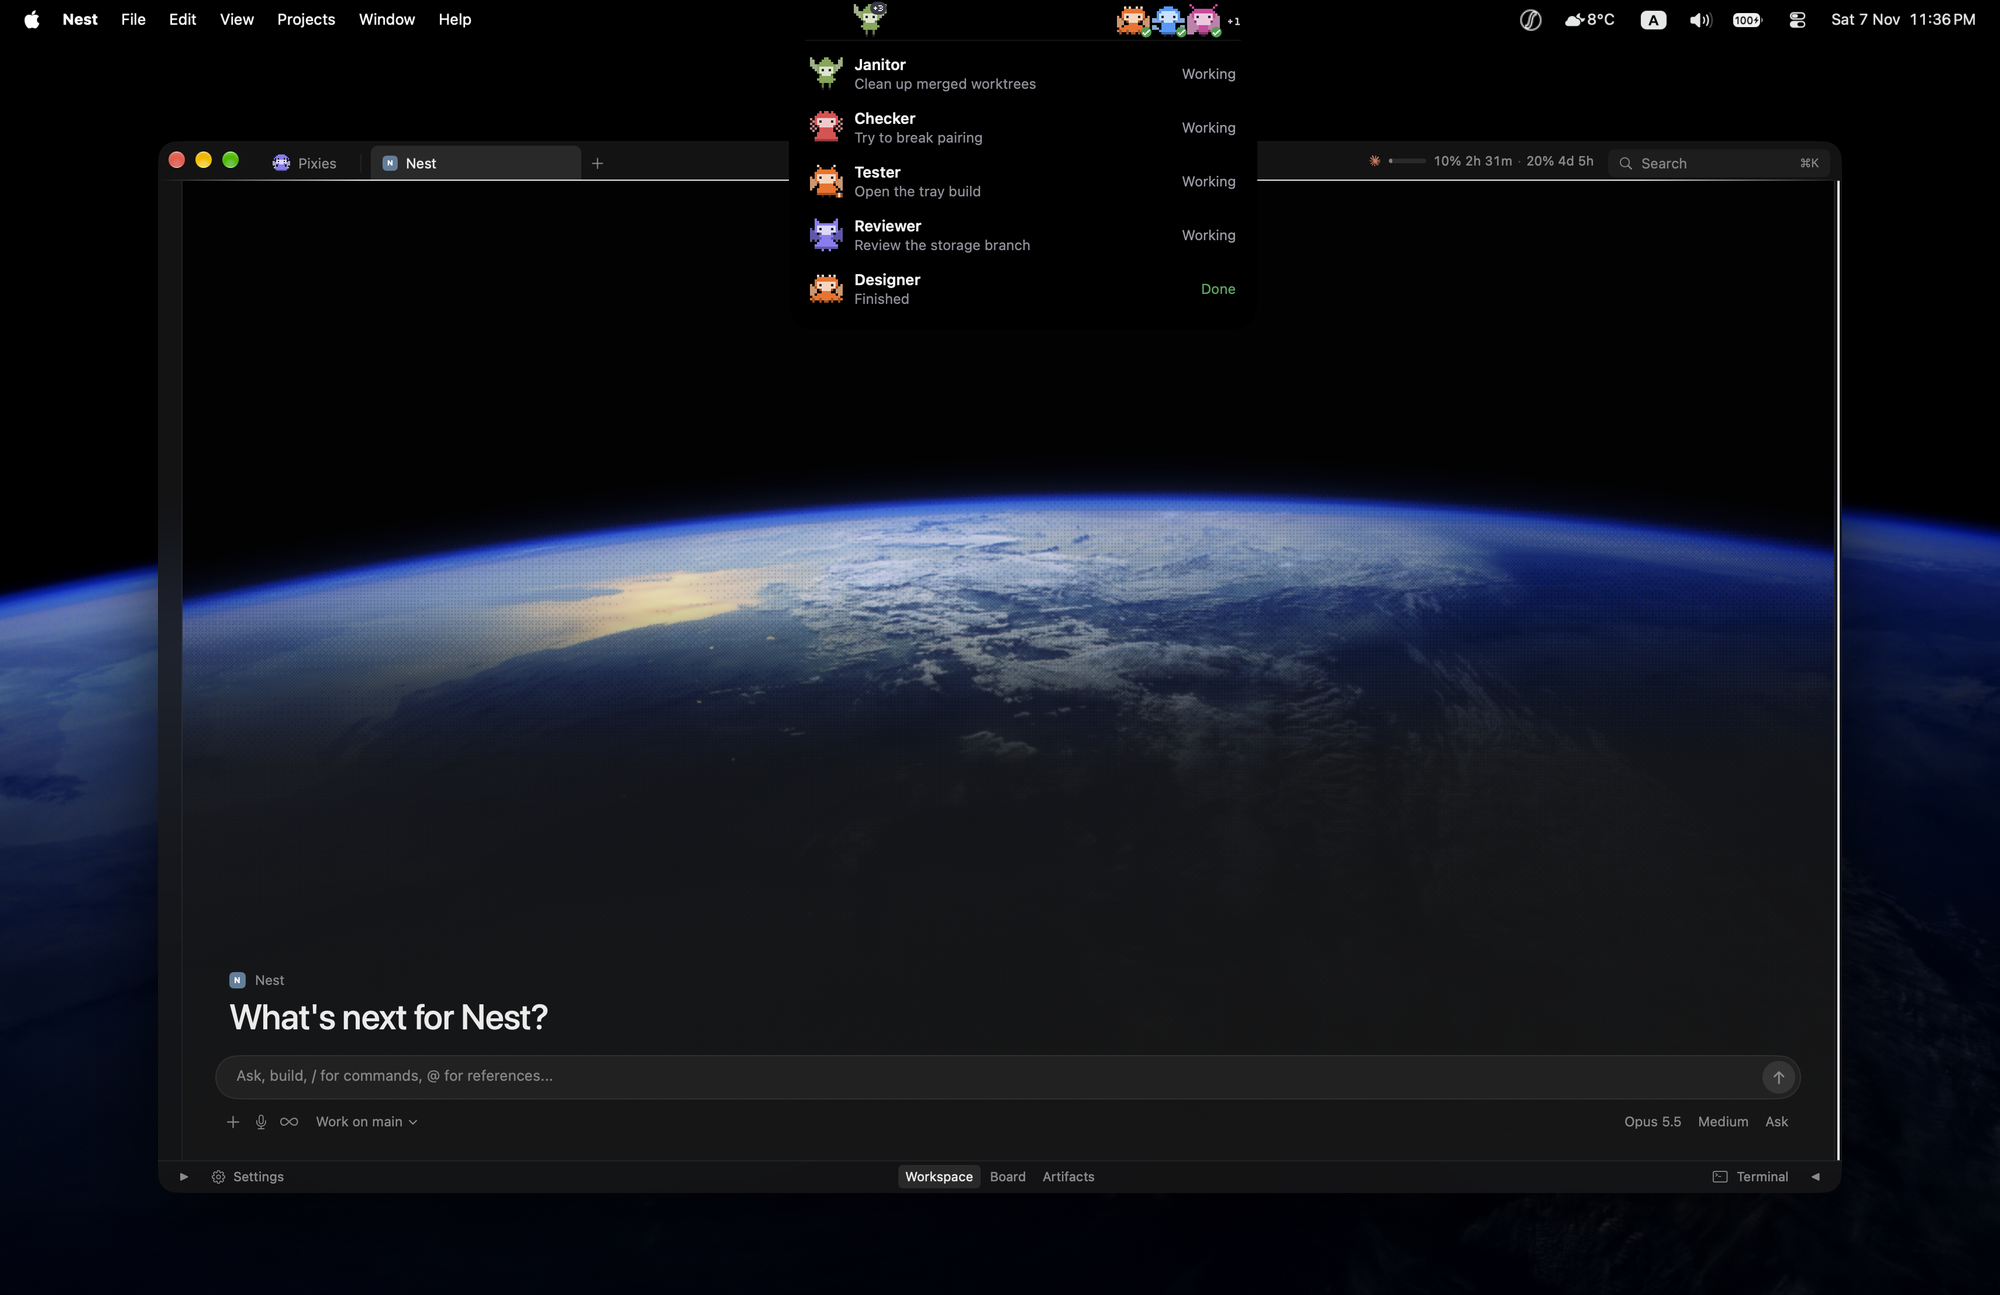 Nest File Edit View Projects Window Help
+3
+1
8°C
A
100
Sat 7 Nov 11:36 PM
Janitor
Clean up merged worktrees
Working
Checker
Try to break pairing
Working
Tester
Open the tray build
Working
Reviewer
Review the storage branch
Working
Designer
Finished
Done
Pixies
N Nest
10% 2h 31m · 20% 4d 5h
Search ⌘K
N Nest
What's next for Nest?
Ask, build, / for commands, @ for references...
Work on main
Opus 5.5 Medium Ask
Settings
Workspace Board Artifacts
Terminal